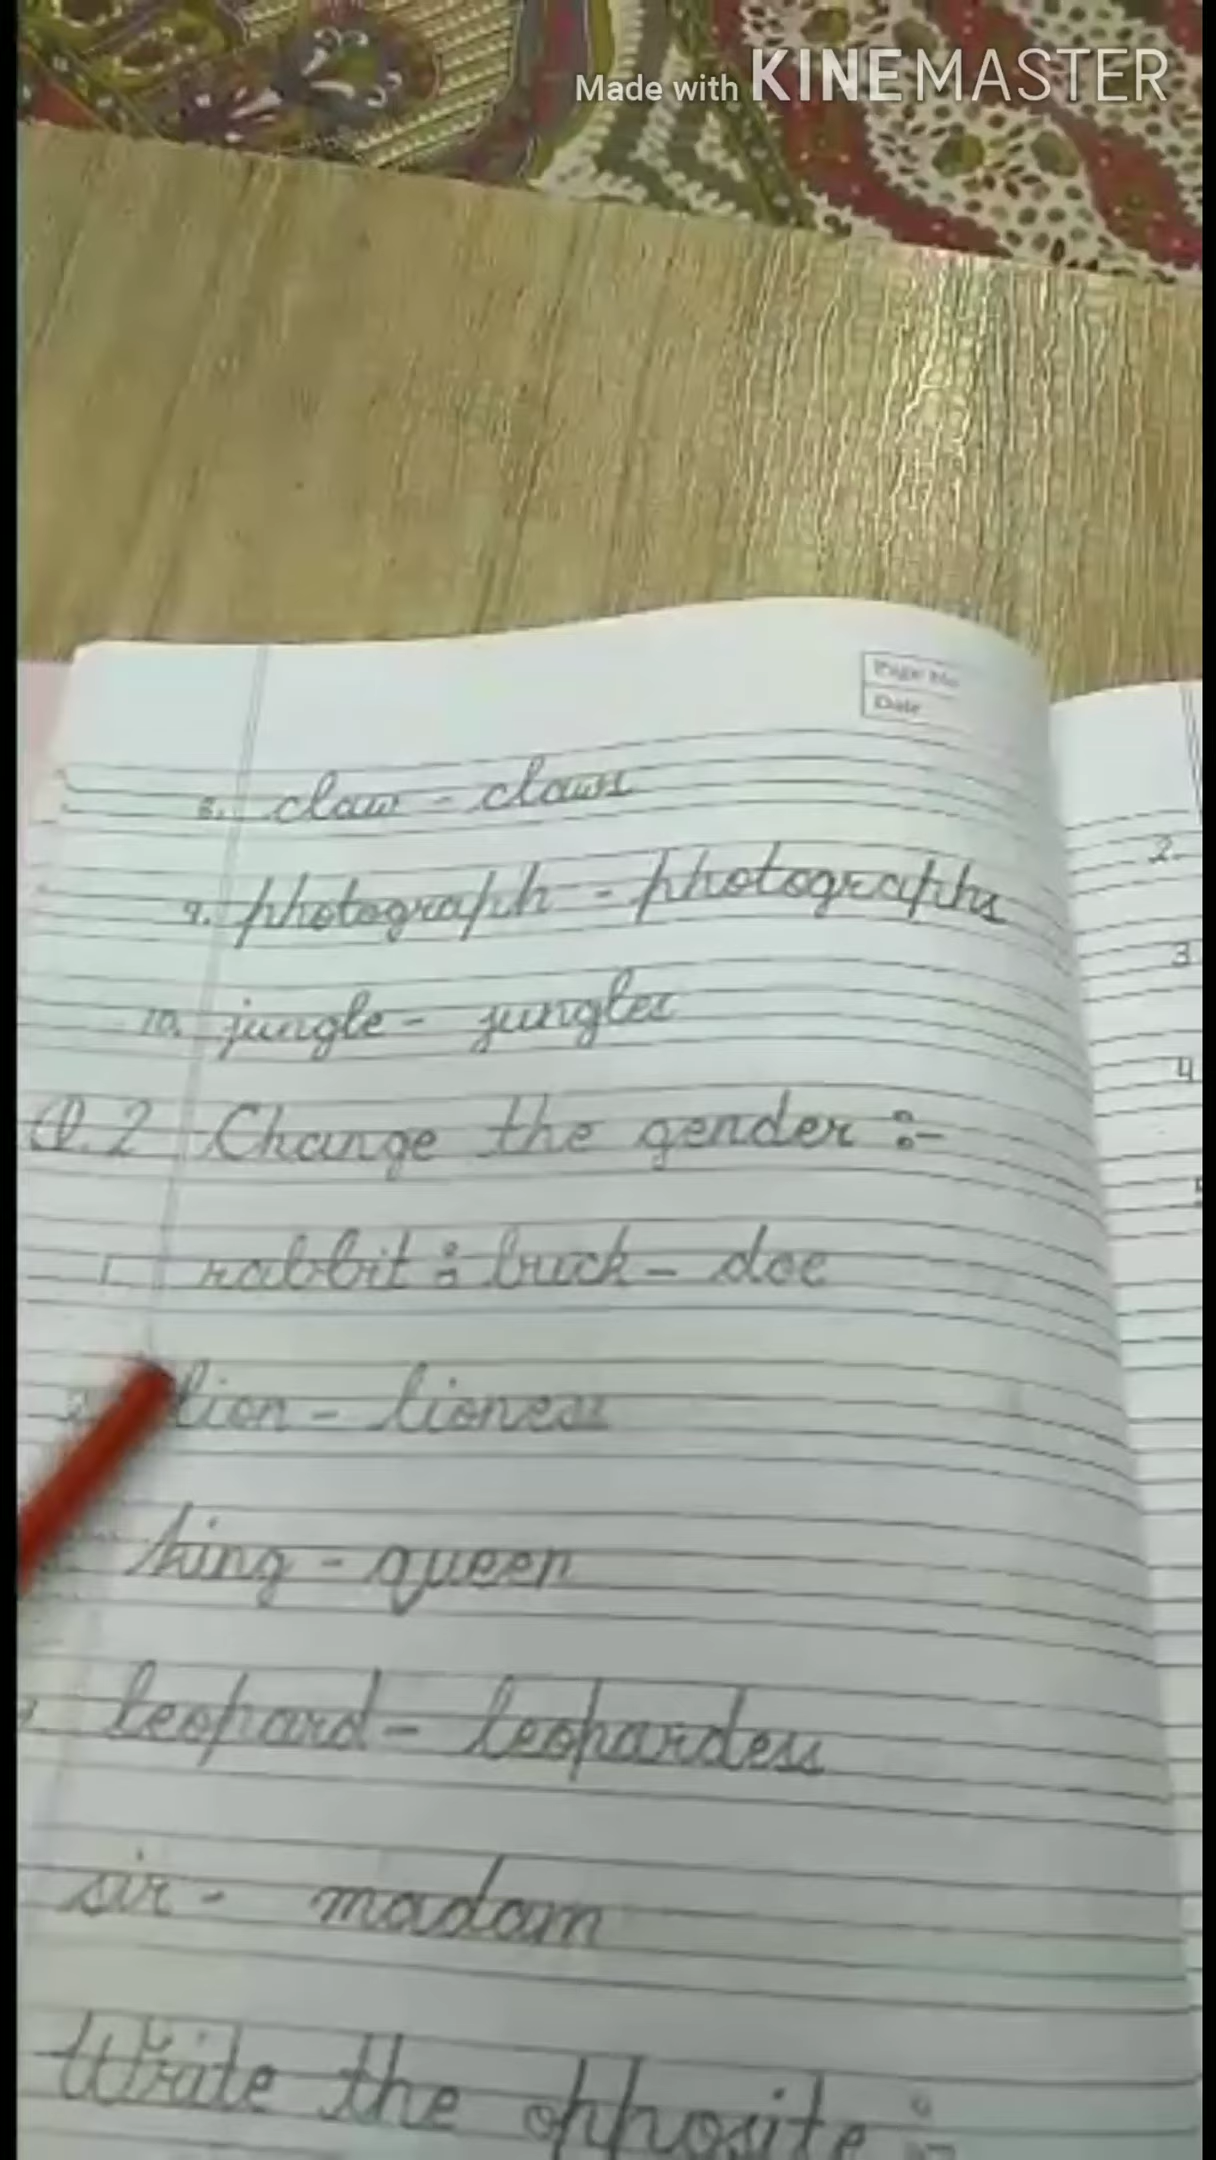 Made with KINEMASTER
Page No
Date
8. claw - claws
9. photograph - photographs
10. jungle - jungles
Q.2 Change the gender :-
1. rabbit : buck - doe
2. lion - lioness
king - queen
leopard - leopardess
sir - madam
Write the opposite :-
2.
3
4